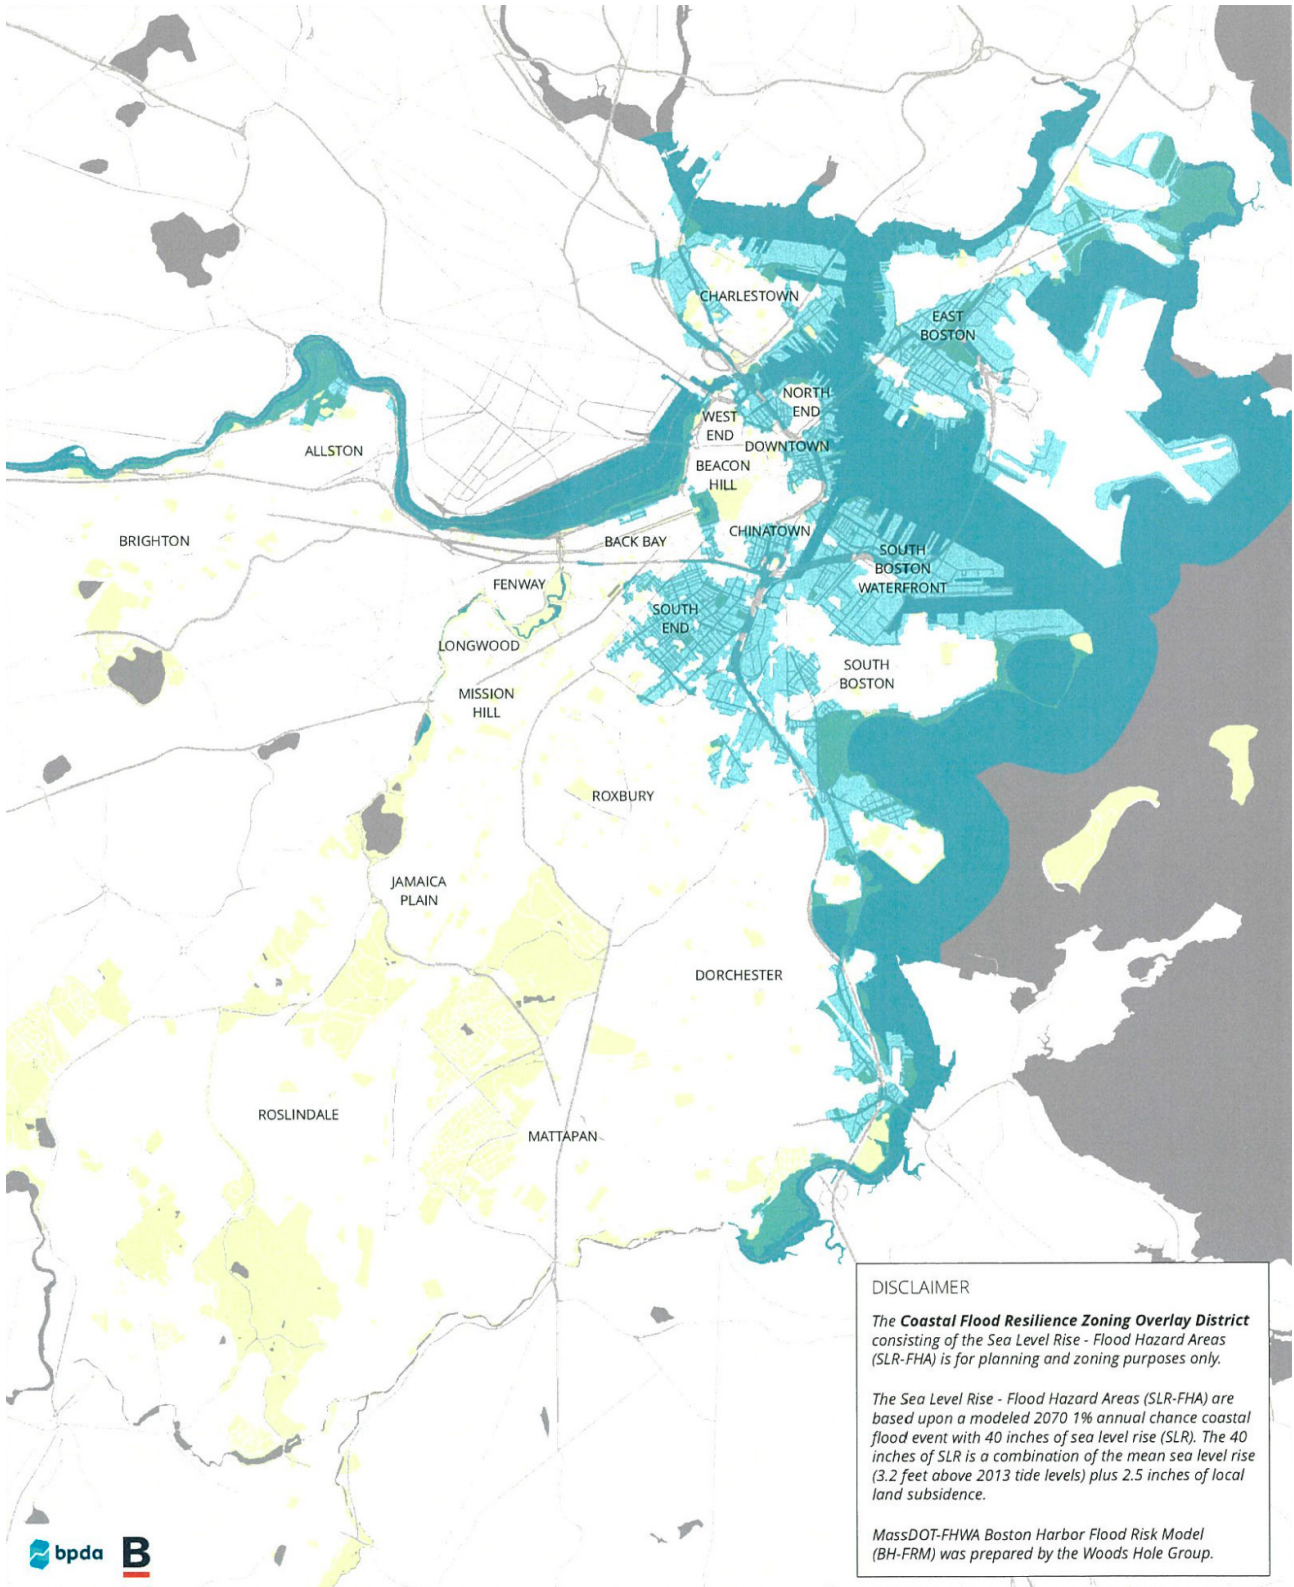 CHARLESTOWN
EAST
BOSTON
NORTH
END
WEST
END
DOWNTOWN
ALLSTON
BEACON
HILL
CHINATOWN
BRIGHTON
BACK BAY
SOUTH
BOSTON
WATERFRONT
FENWAY
SOUTH
END
LONGWOOD
SOUTH
BOSTON
MISSION
HILL
ROXBURY
JAMAICA
PLAIN
DORCHESTER
ROSLINDALE
MATTAPAN
DISCLAIMER
The Coastal Flood Resilience Zoning Overlay District
consisting of the Sea Level Rise - Flood Hazard Areas
(SLR-FHA) is for planning and zoning purposes only.
The Sea Level Rise - Flood Hazard Areas (SLR-FHA) are
based upon a modeled 2070 1% annual chance coastal
flood event with 40 inches of sea level rise (SLR). The 40
inches of SLR is a combination of the mean sea level rise
(3.2 feet above 2013 tide levels) plus 2.5 inches of local
land subsidence.
MassDOT-FHWA Boston Harbor Flood Risk Model
(BH-FRM) was prepared by the Woods Hole Group.
bpda B